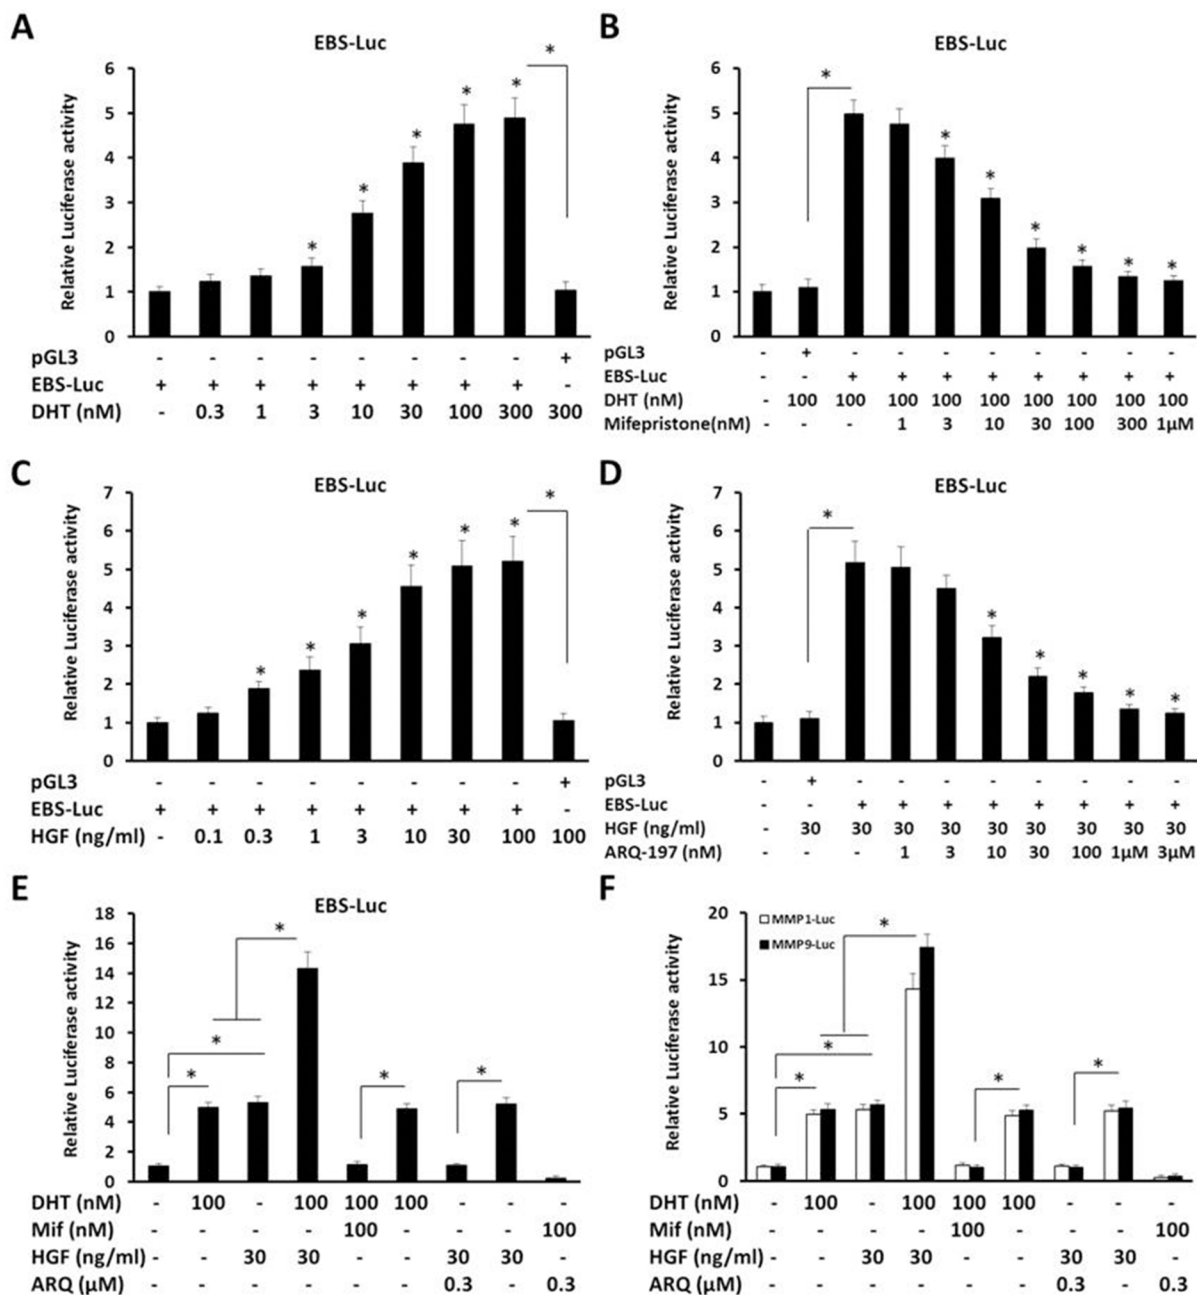 A
EBS-Luc
*
Relative Luciferase activity
6
5
4
3
2
1
0
* * * * *
pGL3 - - - - - - - - +
EBS-Luc + + + + + + + + -
DHT (nM) - 0.3 1 3 10 30 100 300 300
B
EBS-Luc
*
Relative Luciferase activity
6
5
4
3
2
1
0
* * * * * *
pGL3 - + - - - - - - - -
EBS-Luc - - + + + + + + + +
DHT (nM) - 100 100 100 100 100 100 100 100 100
Mifepristone(nM) - - - 1 3 10 30 100 300 1μM
C
EBS-Luc
*
Relative Luciferase activity
7
6
5
4
3
2
1
0
* * * * * *
pGL3 - - - - - - - - +
EBS-Luc + + + + + + + + -
HGF (ng/ml) - 0.1 0.3 1 3 10 30 100 100
D
EBS-Luc
*
Relative Luciferase activity
7
6
5
4
3
2
1
0
* * * * *
pGL3 - + - - - - - - - -
EBS-Luc - - + + + + + + + +
HGF (ng/ml) - 30 30 30 30 30 30 30 30 30
ARQ-197 (nM) - - - 1 3 10 30 100 1μM 3μM
E
EBS-Luc
Relative Luciferase activity
18
16
14
12
10
8
6
4
2
0
* * * * *
DHT (nM) - 100 - 100 100 100 - - -
Mif (nM) - - - - 100 - - - 100
HGF (ng/ml) - - 30 30 - - 30 30 -
ARQ (μM) - - - - - - 0.3 - 0.3
F
MMP1-Luc
MMP9-Luc
Relative Luciferase activity
20
15
10
5
0
* * * * *
DHT (nM) - 100 - 100 100 100 - - -
Mif (nM) - - - - 100 - - - 100
HGF (ng/ml) - - 30 30 - - 30 30 -
ARQ (μM) - - - - - - 0.3 - 0.3